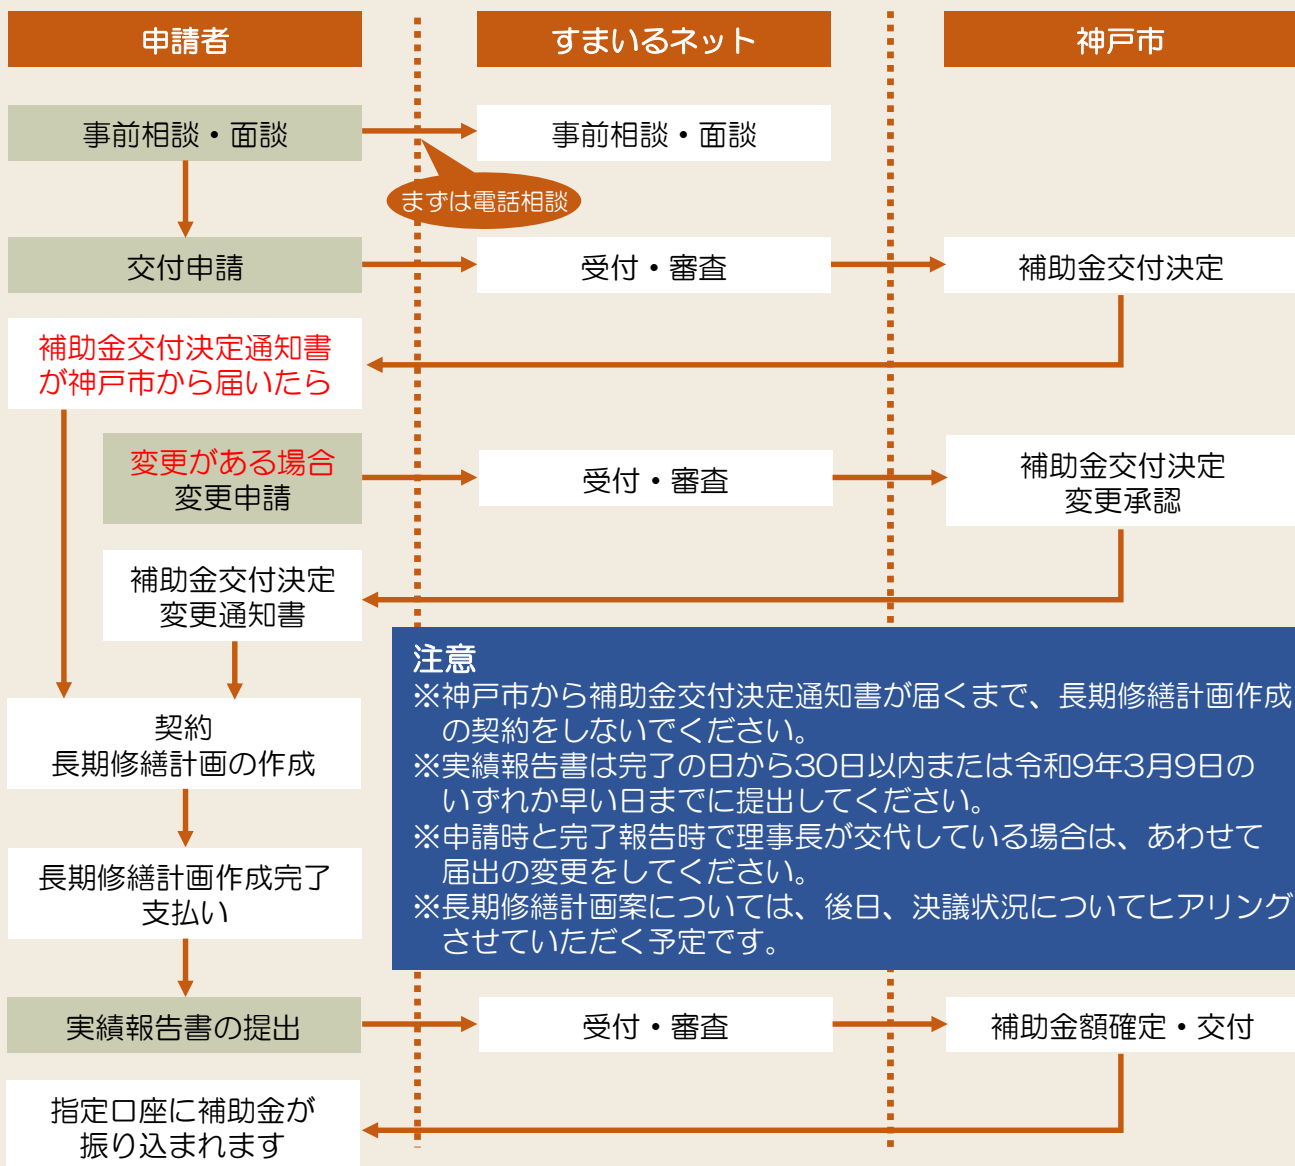 申請者
すまいるネット
神戸市
事前相談・面談
事前相談・面談
まずは電話相談
交付申請
受付・審査
補助金交付決定
補助金交付決定通知書
が神戸市から届いたら
変更がある場合
変更申請
受付・審査
補助金交付決定
変更承認
補助金交付決定
変更通知書
注意
※神戸市から補助金交付決定通知書が届くまで、長期修繕計画作成
の契約をしないでください。
※実績報告書は完了の日から30日以内または令和9年3月9日の
いずれか早い日までに提出してください。
※申請時と完了報告時で理事長が交代している場合は、あわせて
届出の変更をしてください。
※長期修繕計画案については、後日、決議状況についてヒアリング
させていただく予定です。
契約
長期修繕計画の作成
長期修繕計画作成完了
支払い
実績報告書の提出
受付・審査
補助金額確定・交付
指定口座に補助金が
振り込まれます